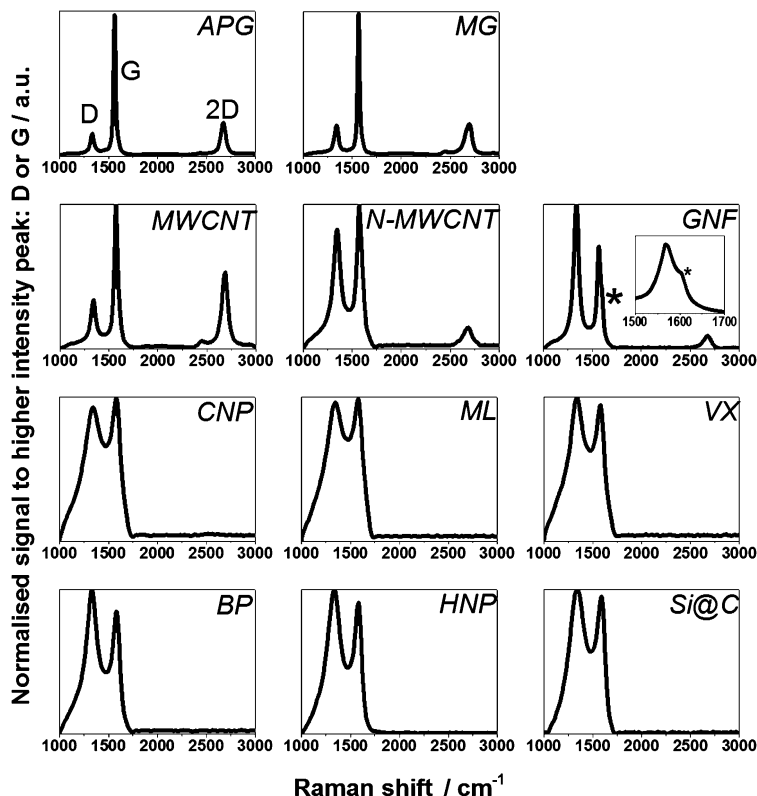 Normalised signal to higher intensity peak: D or G / a.u.
APG
D
G
2D
1000 1500 2000 2500 3000
MG
1000 1500 2000 2500 3000
MWCNT
1000 1500 2000 2500 3000
N-MWCNT
1000 1500 2000 2500 3000
GNF
*
*
1500 1600 1700
1000 1500 2000 2500 3000
CNP
1000 1500 2000 2500 3000
ML
1000 1500 2000 2500 3000
VX
1000 1500 2000 2500 3000
BP
1000 1500 2000 2500 3000
HNP
1000 1500 2000 2500 3000
Si@C
1000 1500 2000 2500 3000
Raman shift / cm⁻¹